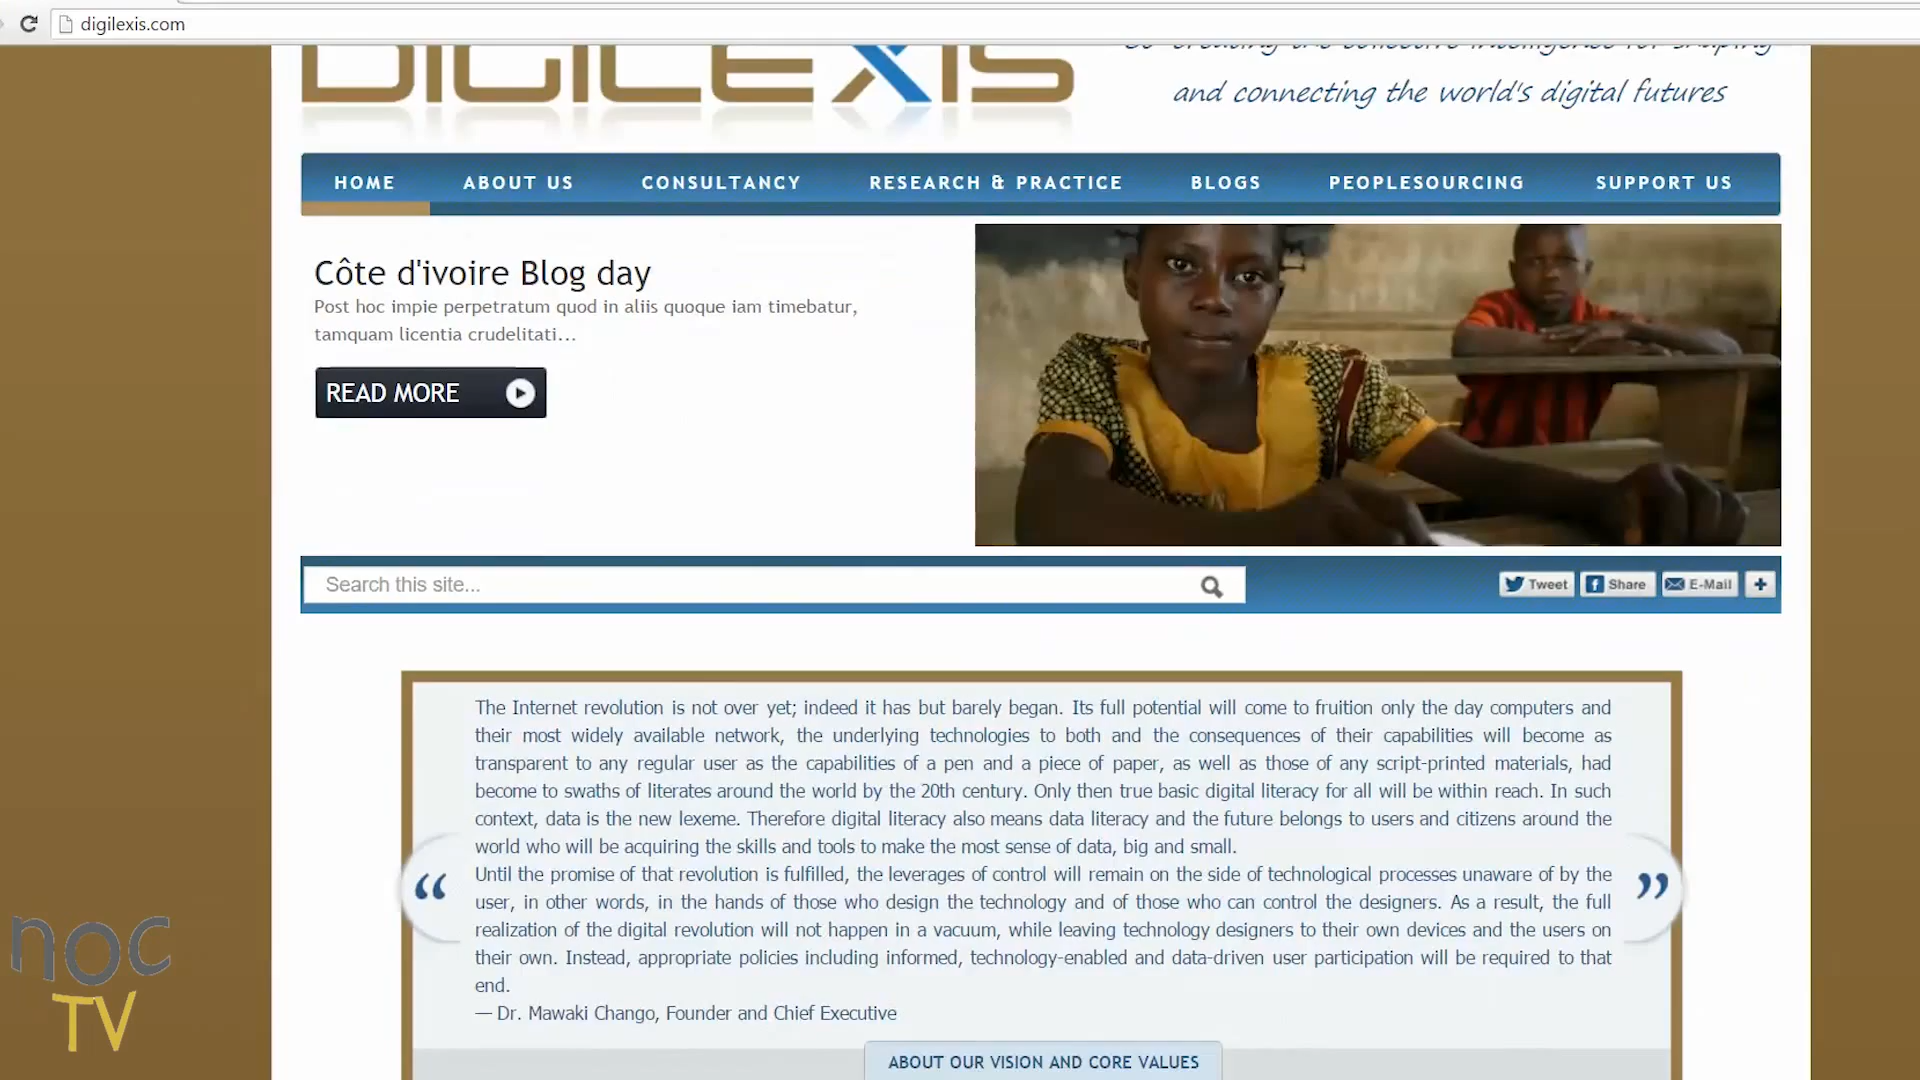 digilexis.com
DIGILEXIS
Co-creating the collective intelligence for shaping
and connecting the world's digital futures
HOME ABOUT US CONSULTANCY RESEARCH & PRACTICE BLOGS PEOPLESOURCING SUPPORT US
Côte d'ivoire Blog day
Post hoc impie perpetratum quod in aliis quoque iam timebatur,
tamquam licentia crudelitati...
READ MORE
Search this site...
Tweet Share E-Mail +
The Internet revolution is not over yet; indeed it has but barely began. Its full potential will come to fruition only the day computers and
their most widely available network, the underlying technologies to both and the consequences of their capabilities will become as
transparent to any regular user as the capabilities of a pen and a piece of paper, as well as those of any script-printed materials, had
become to swaths of literates around the world by the 20th century. Only then true basic digital literacy for all will be within reach. In such
context, data is the new lexeme. Therefore digital literacy also means data literacy and the future belongs to users and citizens around the
world who will be acquiring the skills and tools to make the most sense of data, big and small.
Until the promise of that revolution is fulfilled, the leverages of control will remain on the side of technological processes unaware of by the
user, in other words, in the hands of those who design the technology and of those who can control the designers. As a result, the full
realization of the digital revolution will not happen in a vacuum, while leaving technology designers to their own devices and the users on
their own. Instead, appropriate policies including informed, technology-enabled and data-driven user participation will be required to that
end.
— Dr. Mawaki Chango, Founder and Chief Executive
“ ”
ABOUT OUR VISION AND CORE VALUES
noc
TV